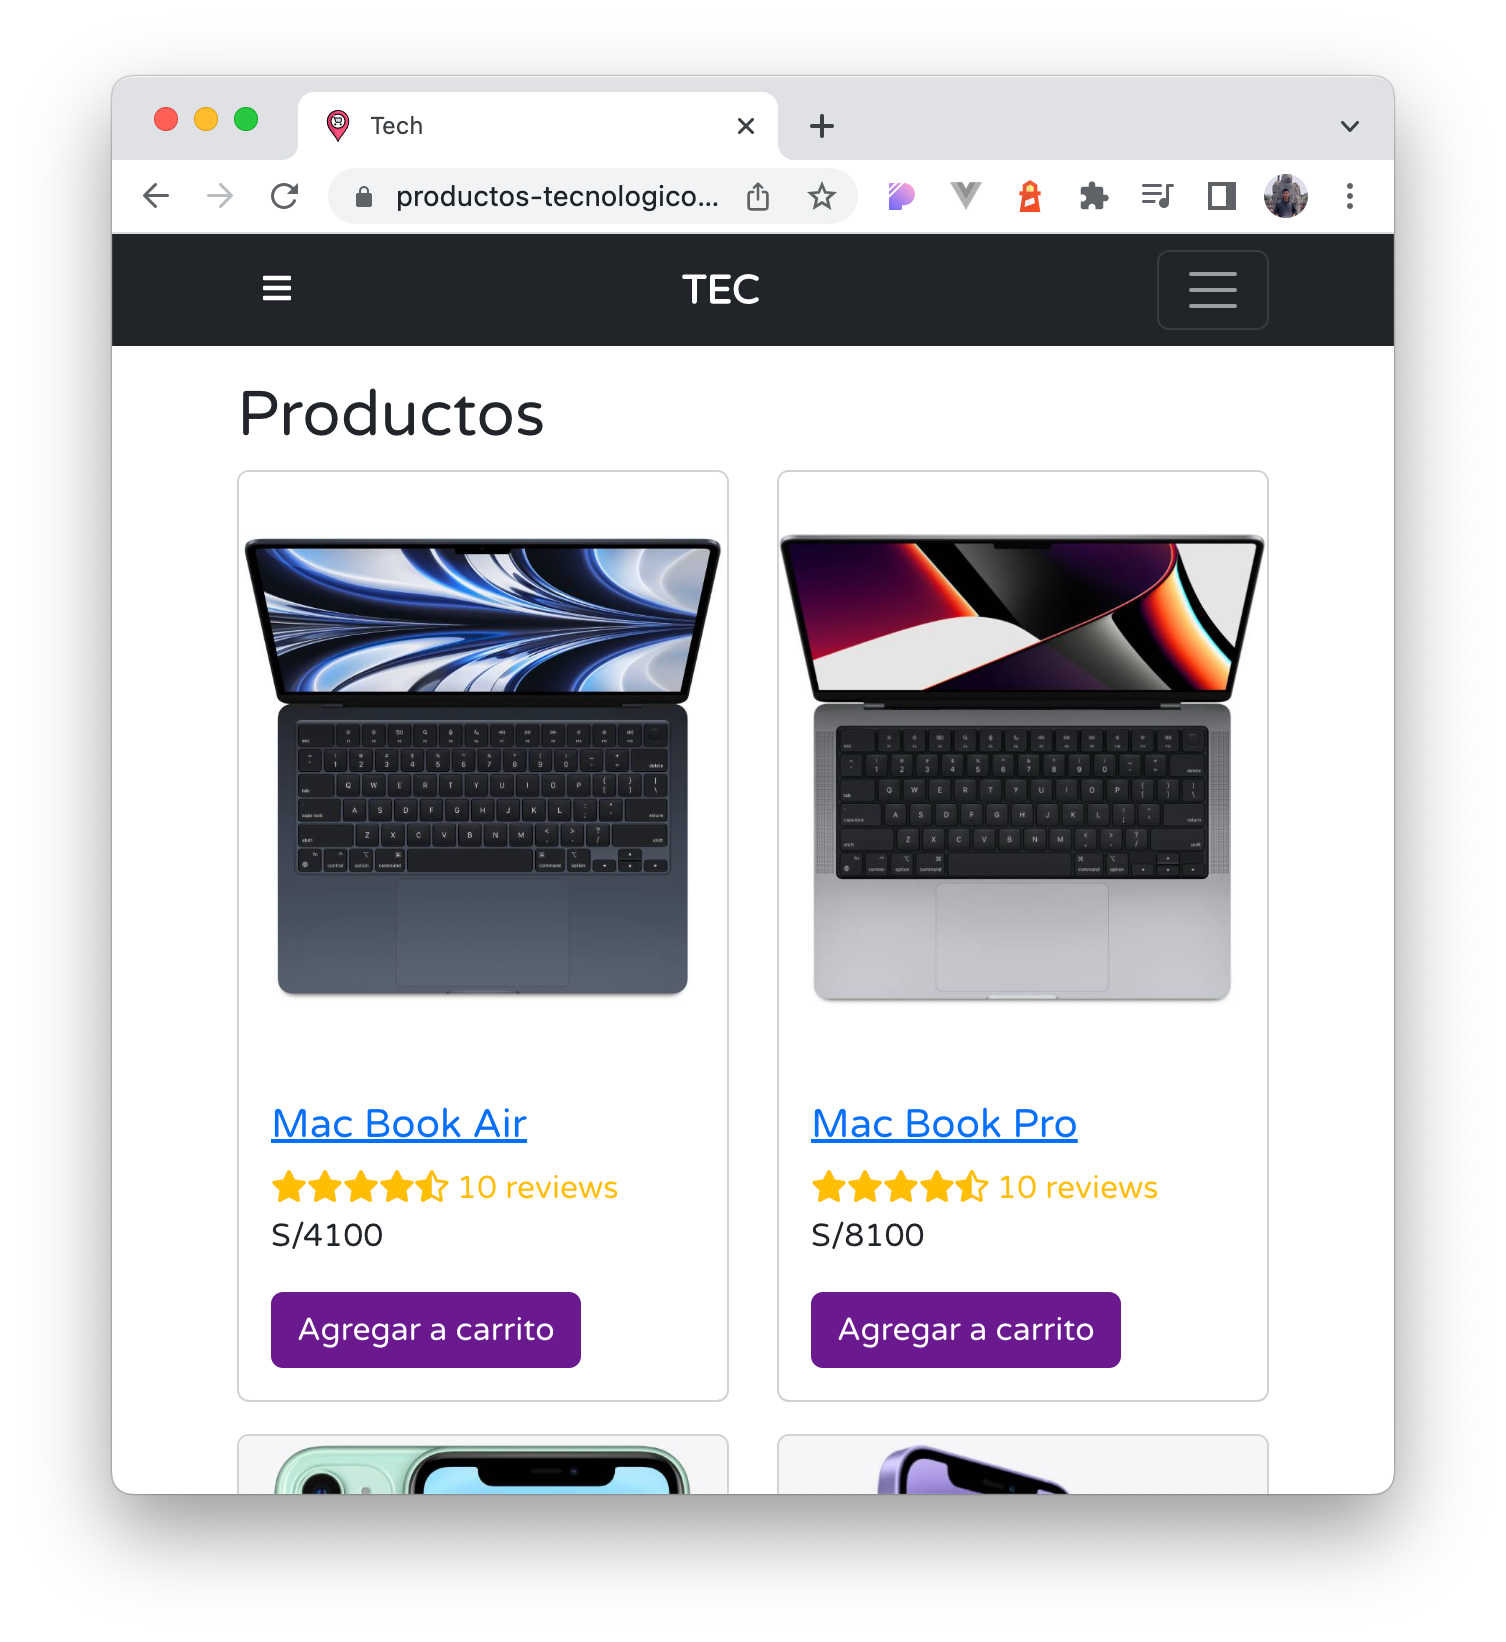 Tech
productos-tecnologico...
TEC
Productos
Mac Book Air
10 reviews
S/4100
Agregar a carrito
Mac Book Pro
10 reviews
S/8100
Agregar a carrito